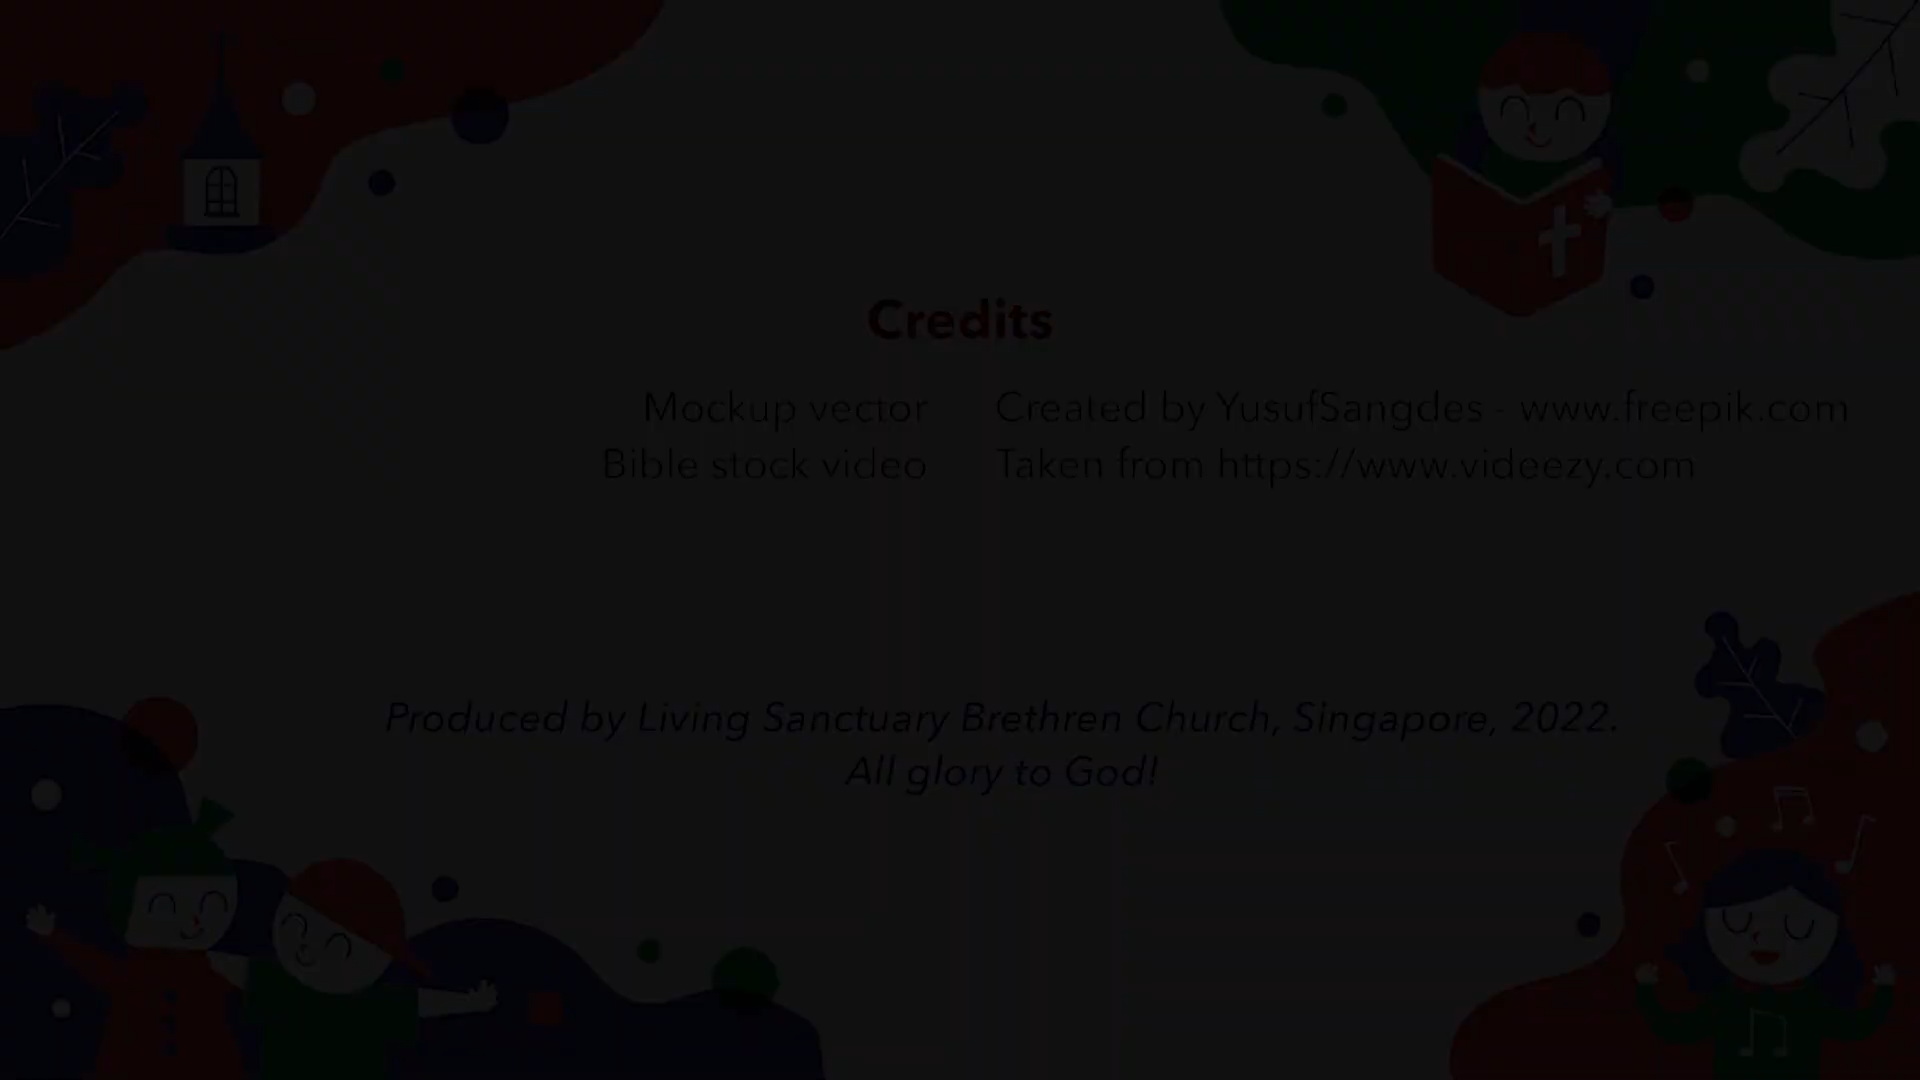 Credits
Mockup vector Created by YusufSangdes - www.freepik.com
Bible stock video Taken from https://www.videezy.com
Produced by Living Sanctuary Brethren Church, Singapore, 2022.
All glory to God!